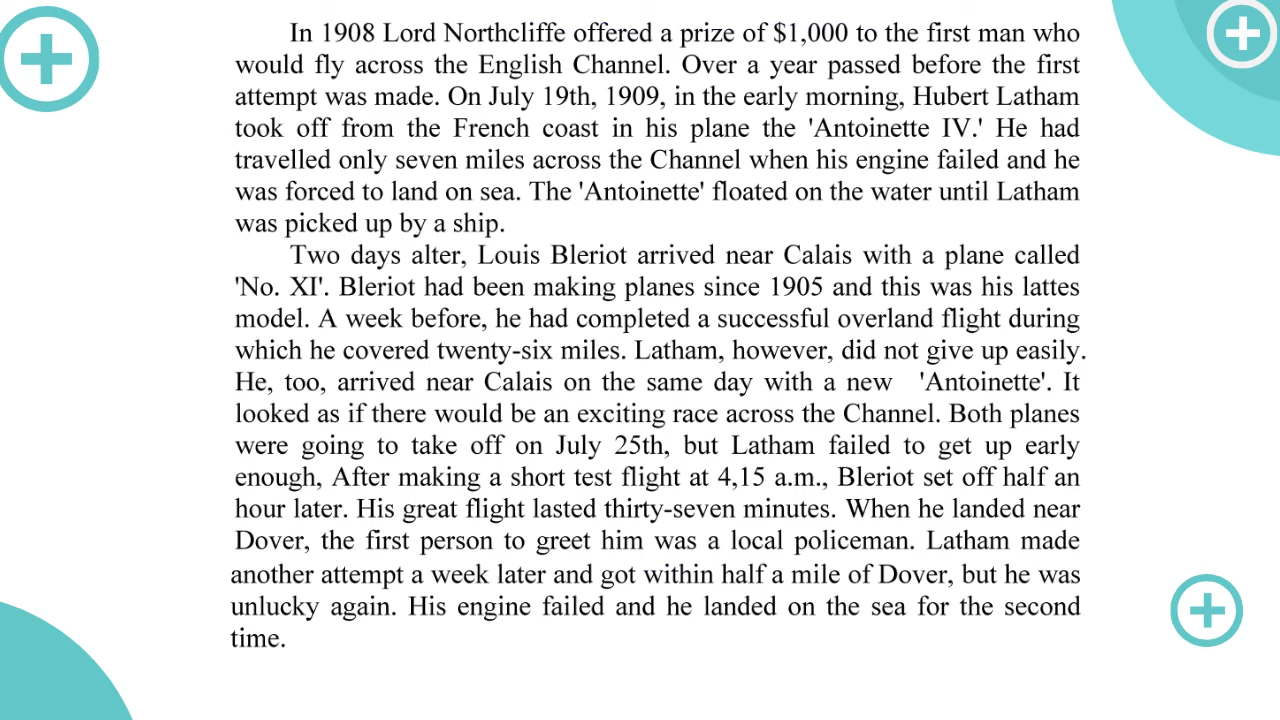 In 1908 Lord Northcliffe offered a prize of $1,000 to the first man who
would fly across the English Channel. Over a year passed before the first
attempt was made. On July 19th, 1909, in the early morning, Hubert Latham
took off from the French coast in his plane the 'Antoinette IV.' He had
travelled only seven miles across the Channel when his engine failed and he
was forced to land on sea. The 'Antoinette' floated on the water until Latham
was picked up by a ship.
Two days alter, Louis Bleriot arrived near Calais with a plane called
'No. XI'. Bleriot had been making planes since 1905 and this was his lattes
model. A week before, he had completed a successful overland flight during
which he covered twenty-six miles. Latham, however, did not give up easily.
He, too, arrived near Calais on the same day with a new 'Antoinette'. It
looked as if there would be an exciting race across the Channel. Both planes
were going to take off on July 25th, but Latham failed to get up early
enough, After making a short test flight at 4,15 a.m., Bleriot set off half an
hour later. His great flight lasted thirty-seven minutes. When he landed near
Dover, the first person to greet him was a local policeman. Latham made
another attempt a week later and got within half a mile of Dover, but he was
unlucky again. His engine failed and he landed on the sea for the second
time.